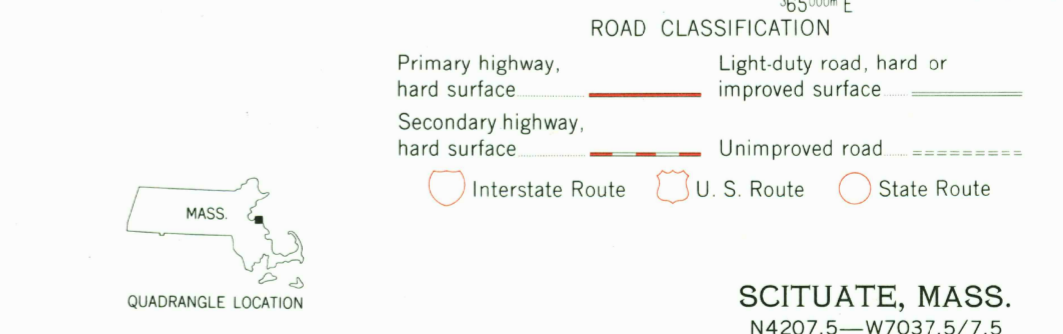 ³65⁰⁰⁰ᵐ E
ROAD CLASSIFICATION
Primary highway,
hard surface
Light-duty road, hard or
improved surface
Secondary highway,
hard surface
Unimproved road
Interstate Route
U. S. Route
State Route
MASS.
QUADRANGLE LOCATION
SCITUATE, MASS.
N4207.5—W7037.5/7.5